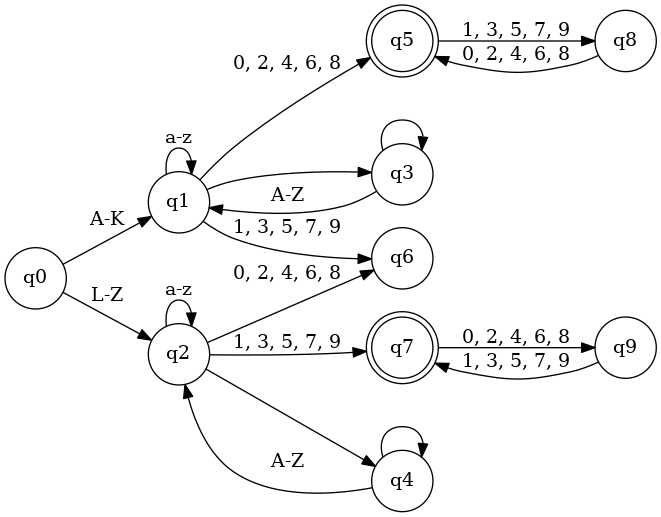 q5
1, 3, 5, 7, 9
0, 2, 4, 6, 8
q8
0, 2, 4, 6, 8
a-z
q1
q3
A-Z
A-K
1, 3, 5, 7, 9
q6
q0
0, 2, 4, 6, 8
L-Z
a-z
q2
1, 3, 5, 7, 9
q7
0, 2, 4, 6, 8
1, 3, 5, 7, 9
q9
A-Z
q4